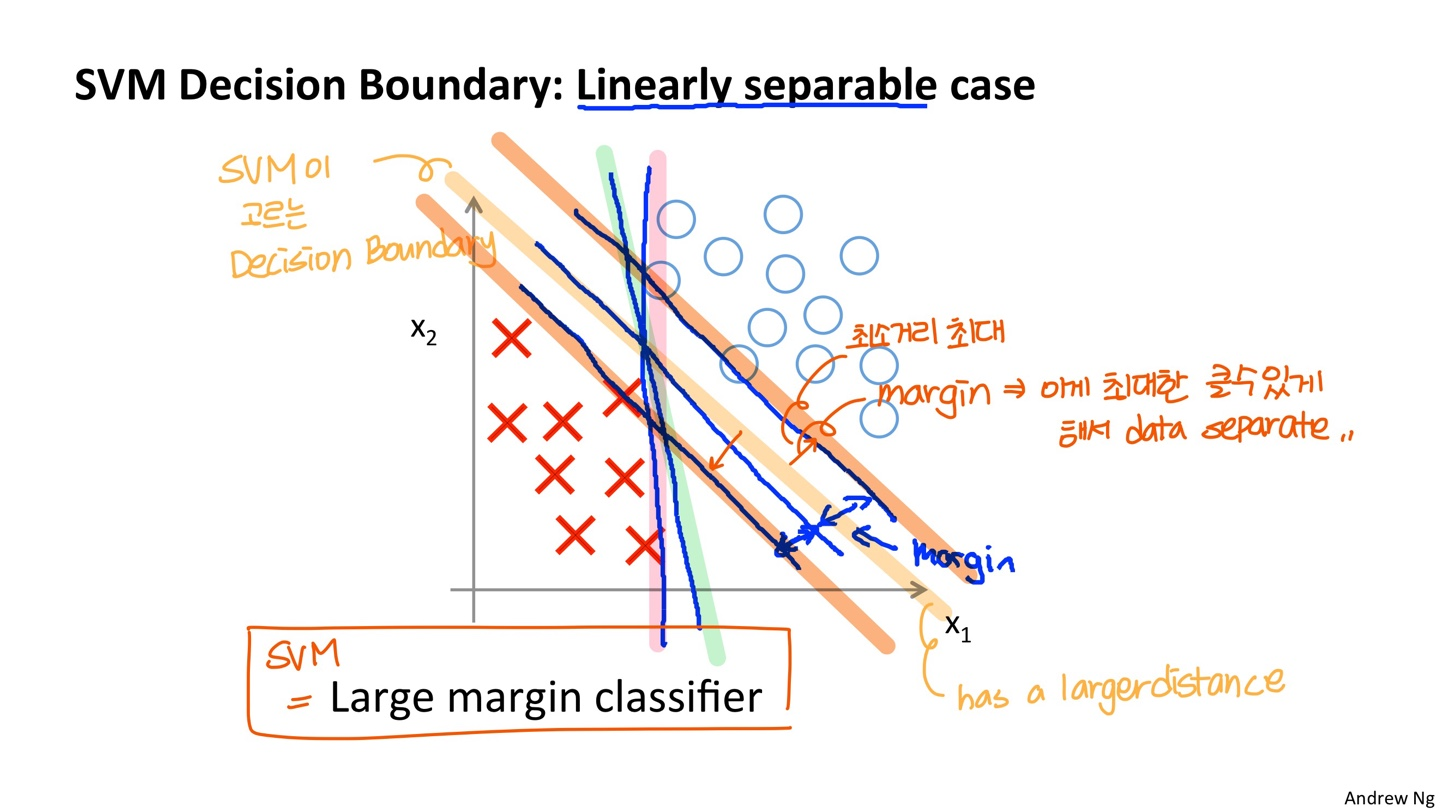 SVM Decision Boundary: Linearly separable case
SVM이
고르는
Decision Boundary
x2
최소거리 최대
margin ⇒ 이게 최대한 클수있게
해서 data separate..
margin
x1
has a larger distance
SVM
= Large margin classifier
Andrew Ng